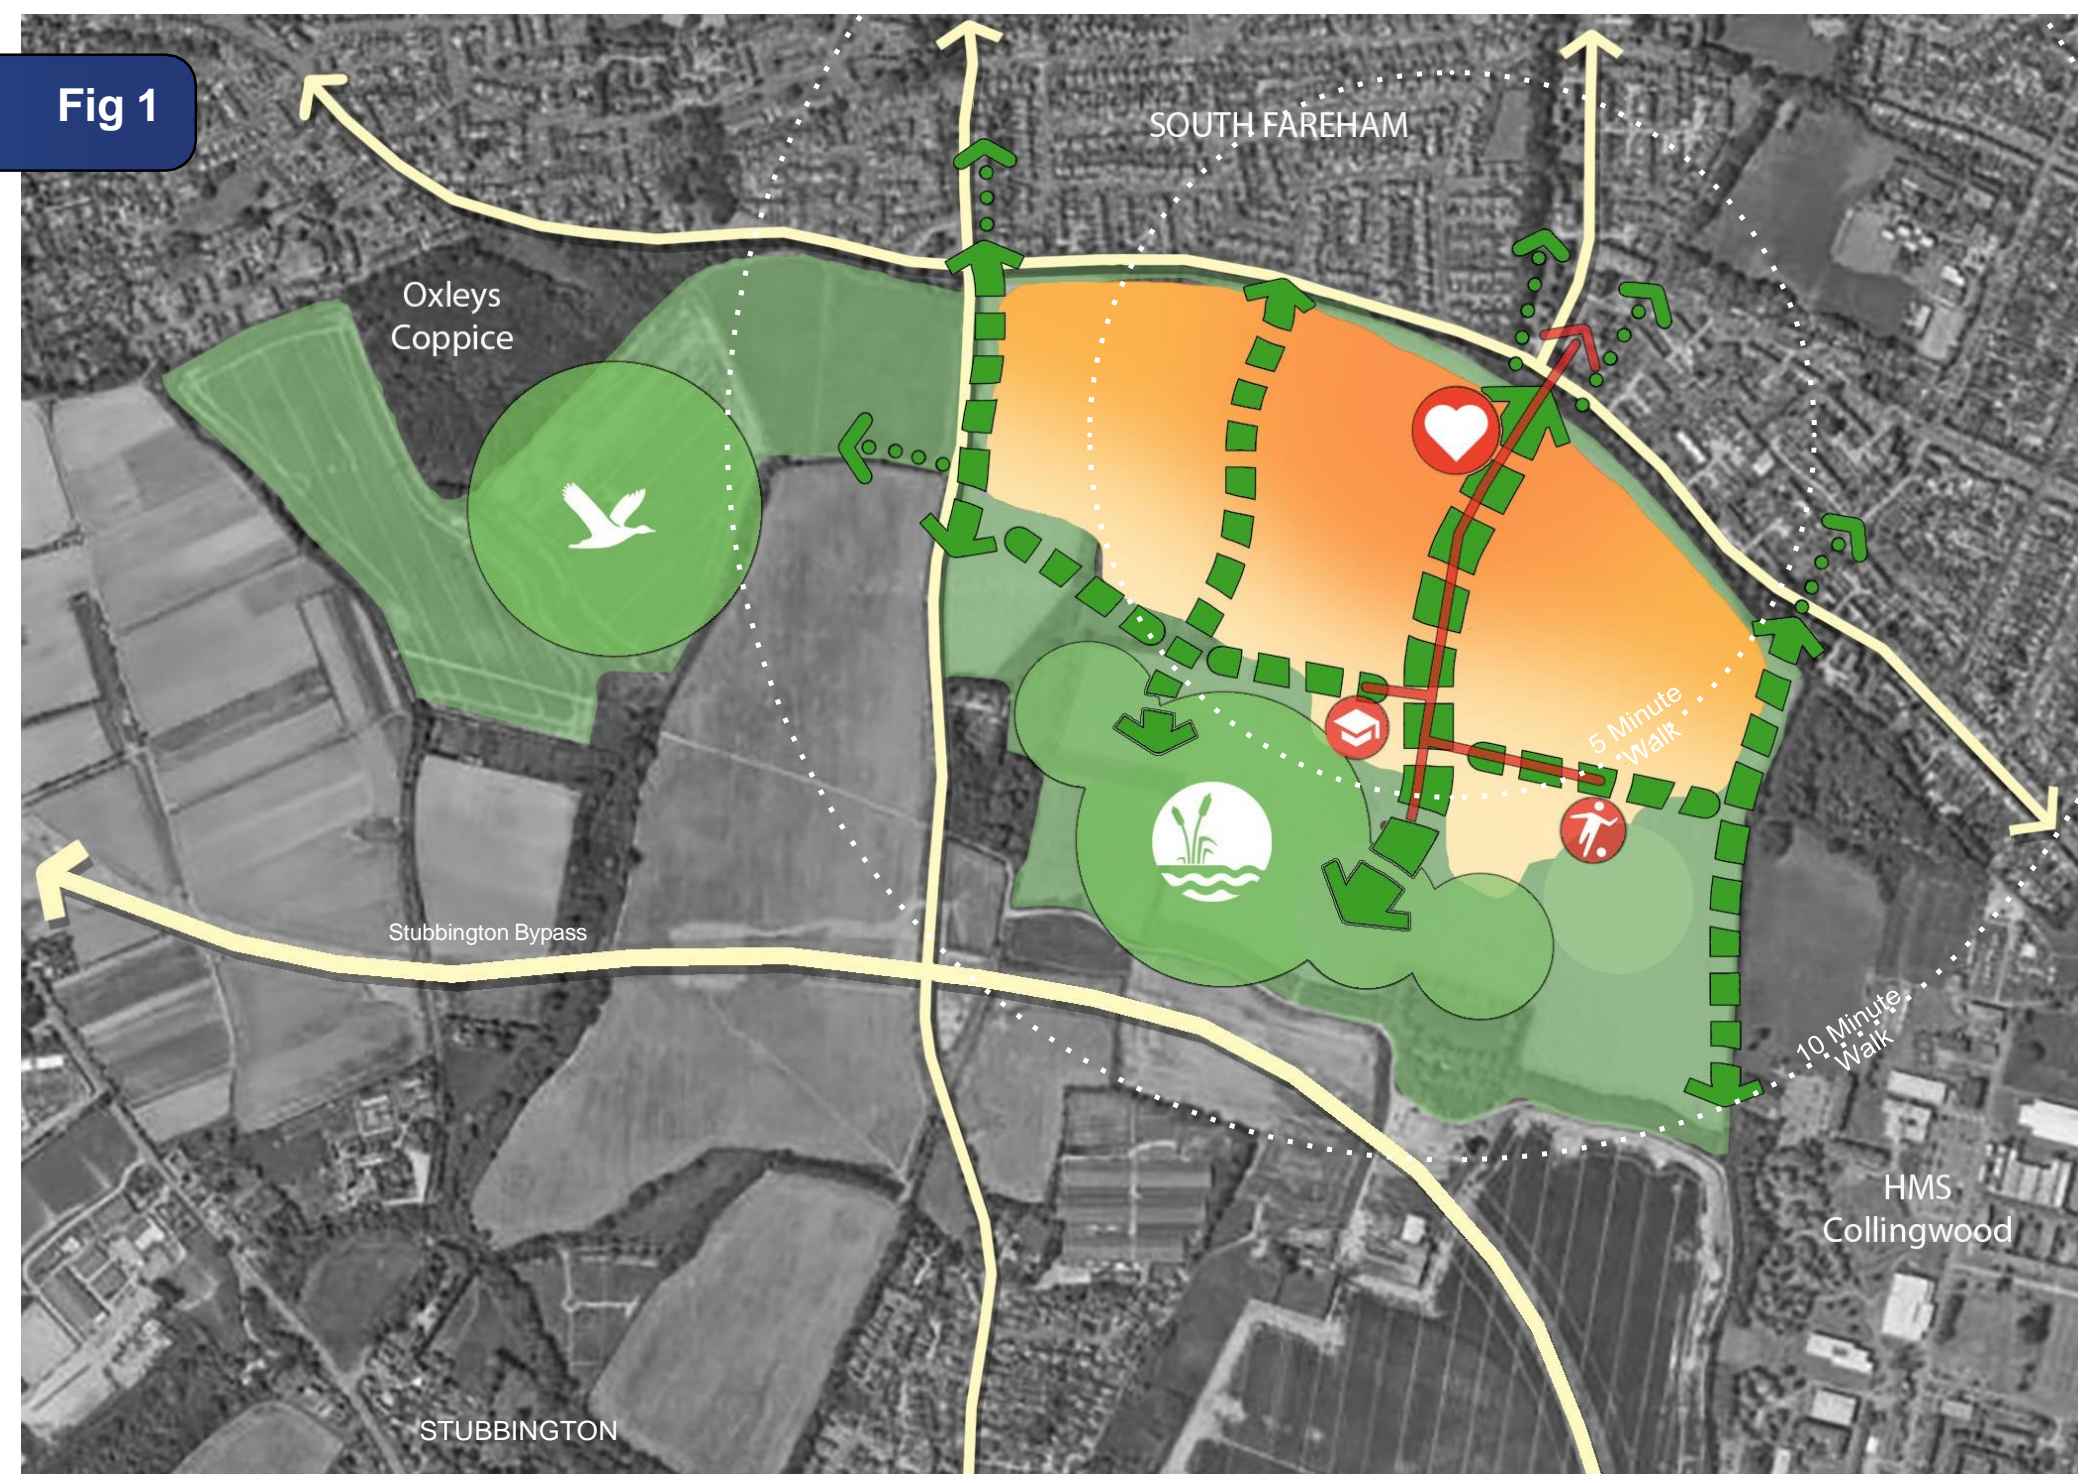 Fig 1
SOUTH FAREHAM
Oxleys
Coppice
5 Minute
Walk
Stubbington Bypass
10 Minute
Walk
HMS
Collingwood
STUBBINGTON